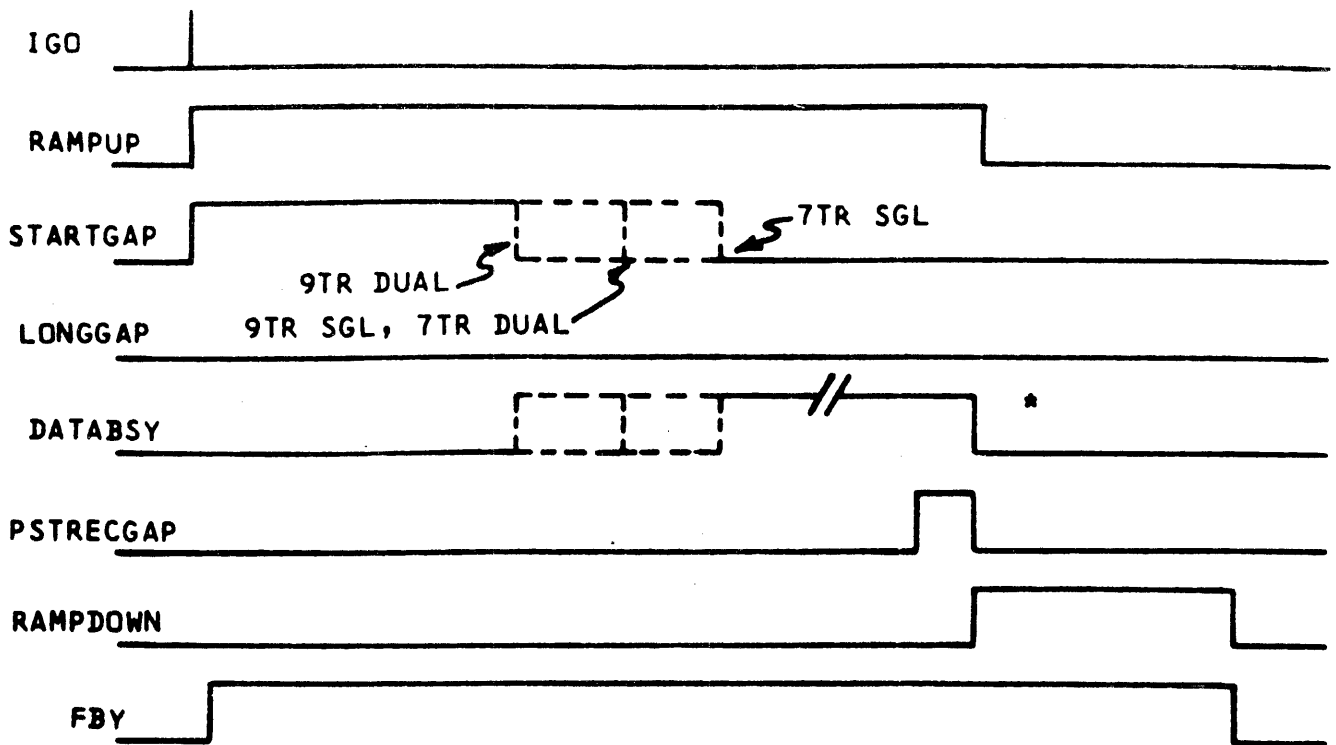 IGO
RAMPUP
STARTGAP
7TR SGL
9TR DUAL
9TR SGL, 7TR DUAL
LONGGAP
DATABSY
*
PSTRECGAP
RAMPDOWN
FBY